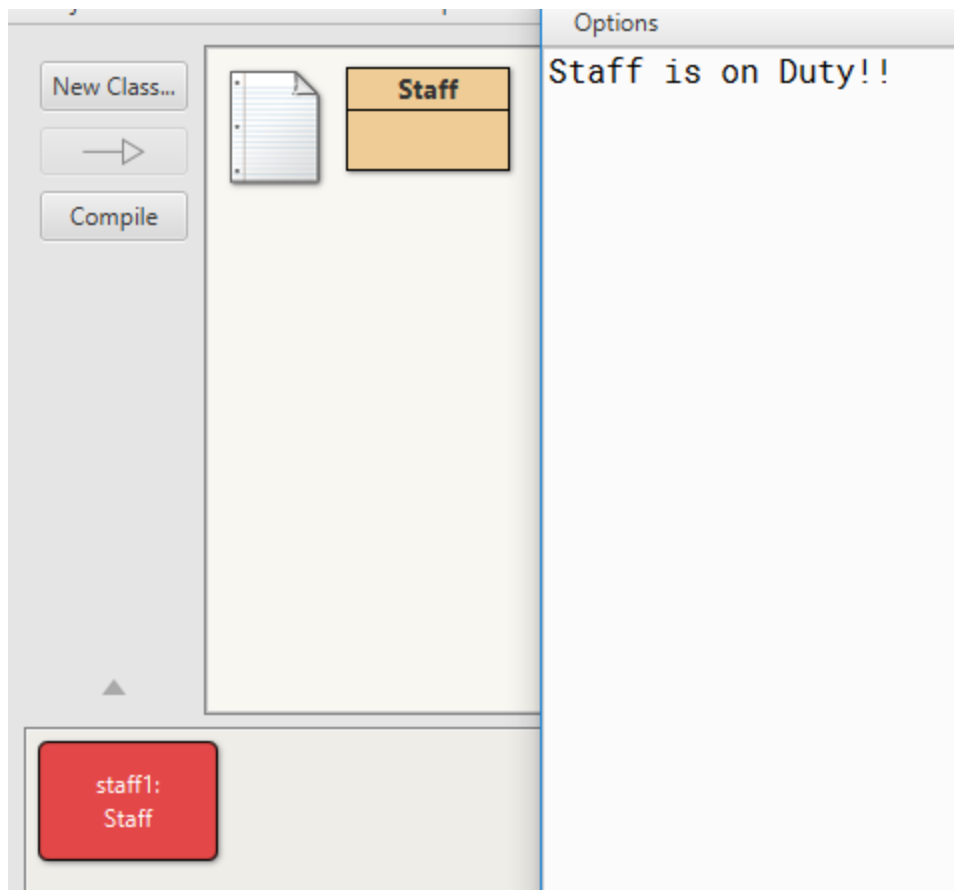 Options
New Class...
Staff
Staff is on Duty!!
Compile
staff1:
Staff